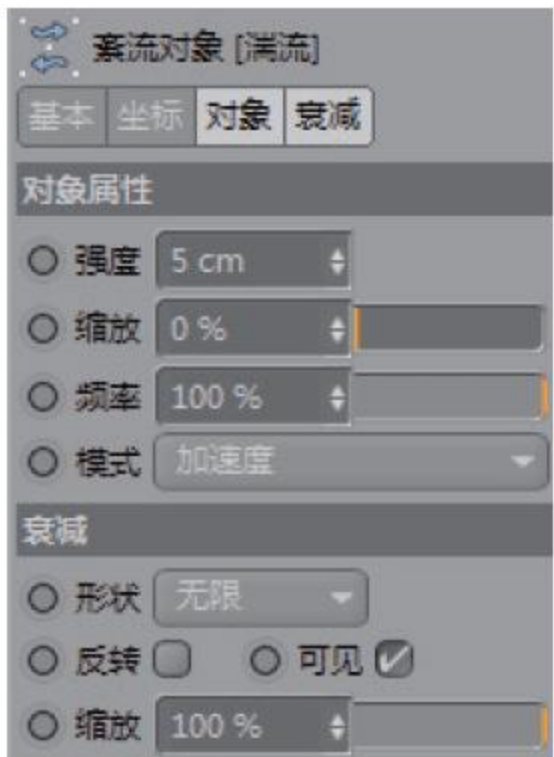 紊流对象 [湍流]
基本 坐标 对象 衰减
对象属性
强度 5 cm
缩放 0 %
频率 100 %
模式 加速度
衰减
形状 无限
反转 可见
缩放 100 %